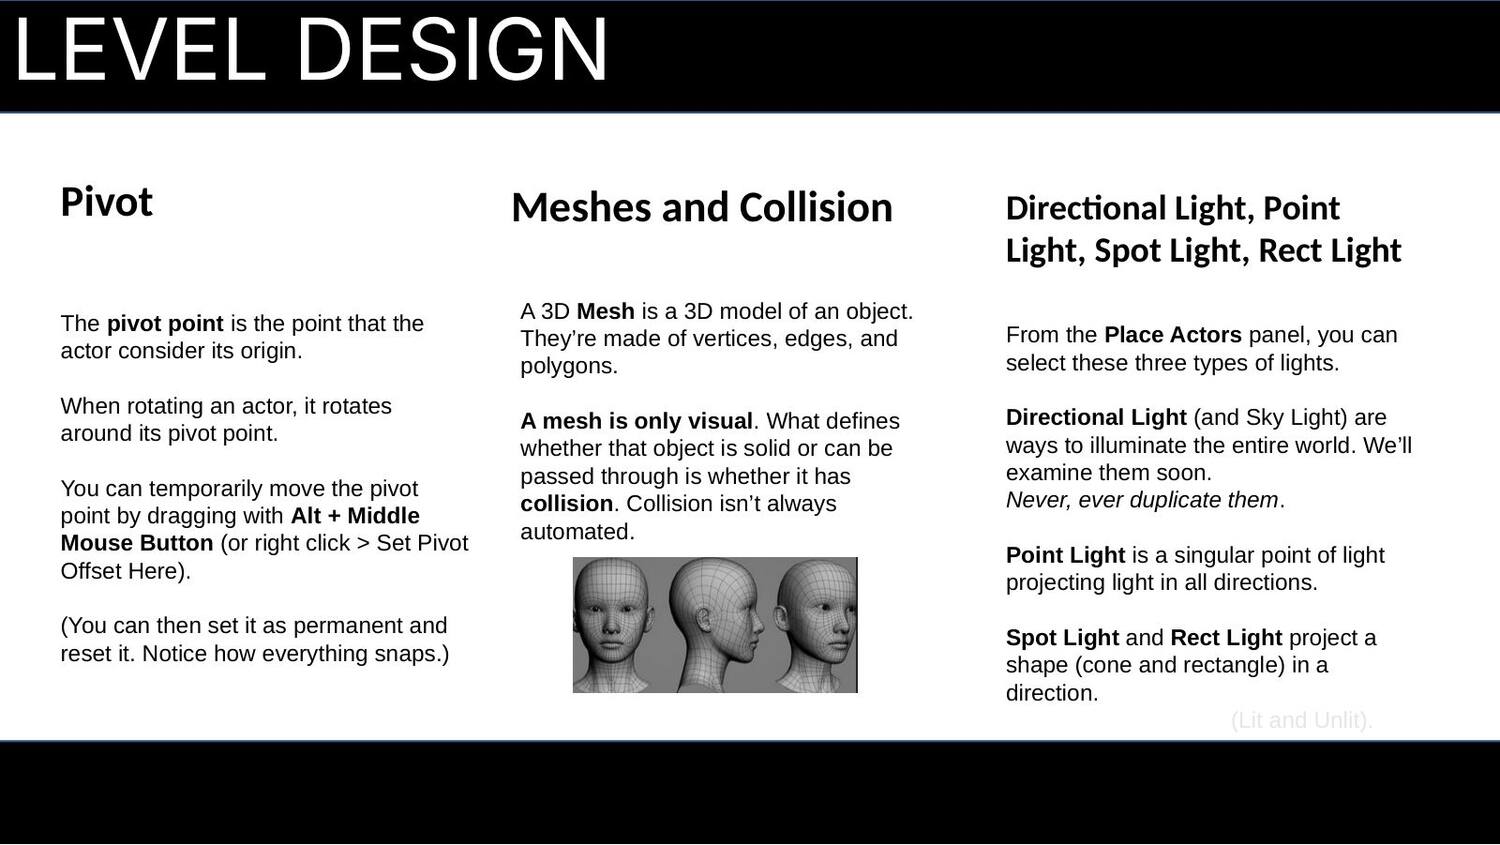 LEVEL DESIGN
Pivot
The pivot point is the point that the
actor consider its origin.
When rotating an actor, it rotates
around its pivot point.
You can temporarily move the pivot
point by dragging with Alt + Middle
Mouse Button (or right click > Set Pivot
Offset Here).
(You can then set it as permanent and
reset it. Notice how everything snaps.)
Meshes and Collision
A 3D Mesh is a 3D model of an object.
They’re made of vertices, edges, and
polygons.
A mesh is only visual. What defines
whether that object is solid or can be
passed through is whether it has
collision. Collision isn’t always
automated.
Directional Light, Point
Light, Spot Light, Rect Light
From the Place Actors panel, you can
select these three types of lights.
Directional Light (and Sky Light) are
ways to illuminate the entire world. We’ll
examine them soon.
Never, ever duplicate them.
Point Light is a singular point of light
projecting light in all directions.
Spot Light and Rect Light project a
shape (cone and rectangle) in a
direction.
(Lit and Unlit).